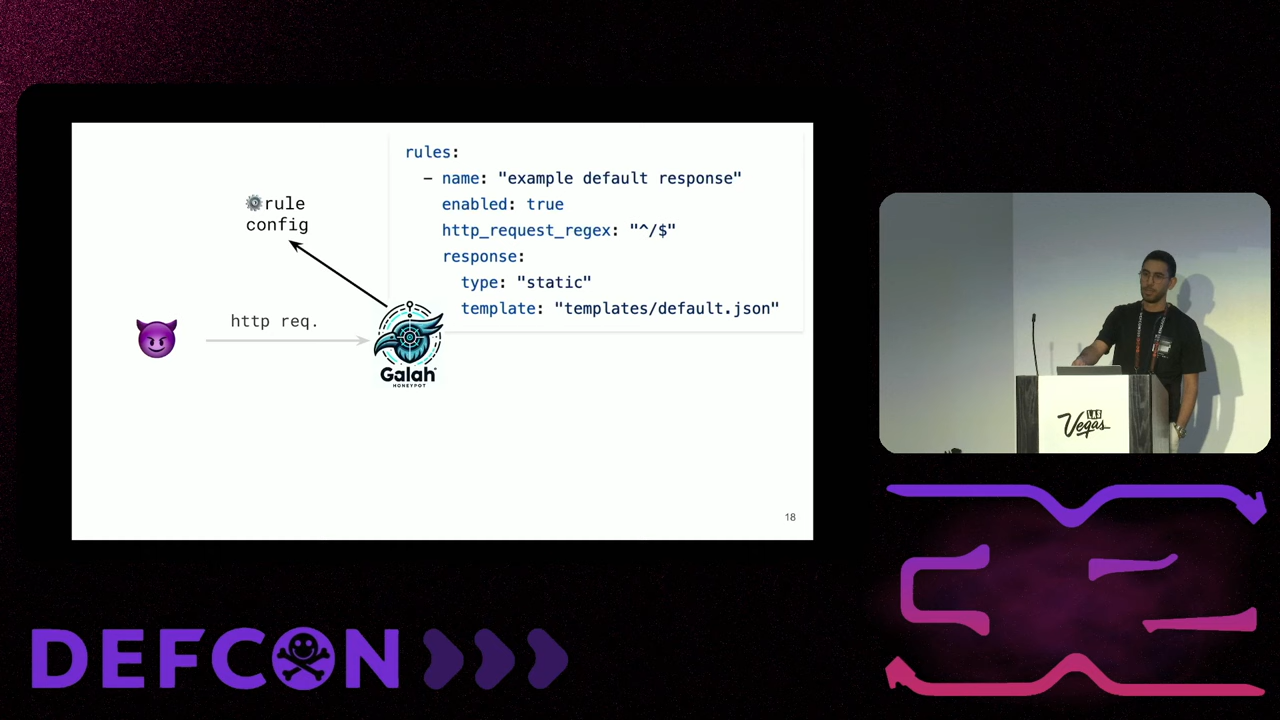 rules:
- name: "example default response"
enabled: true
http_request_regex: "^/$"
response:
type: "static"
template: "templates/default.json"
rule
config
http req.
Galah
HONEYPOT
18
LAS
Vegas
DEFCON